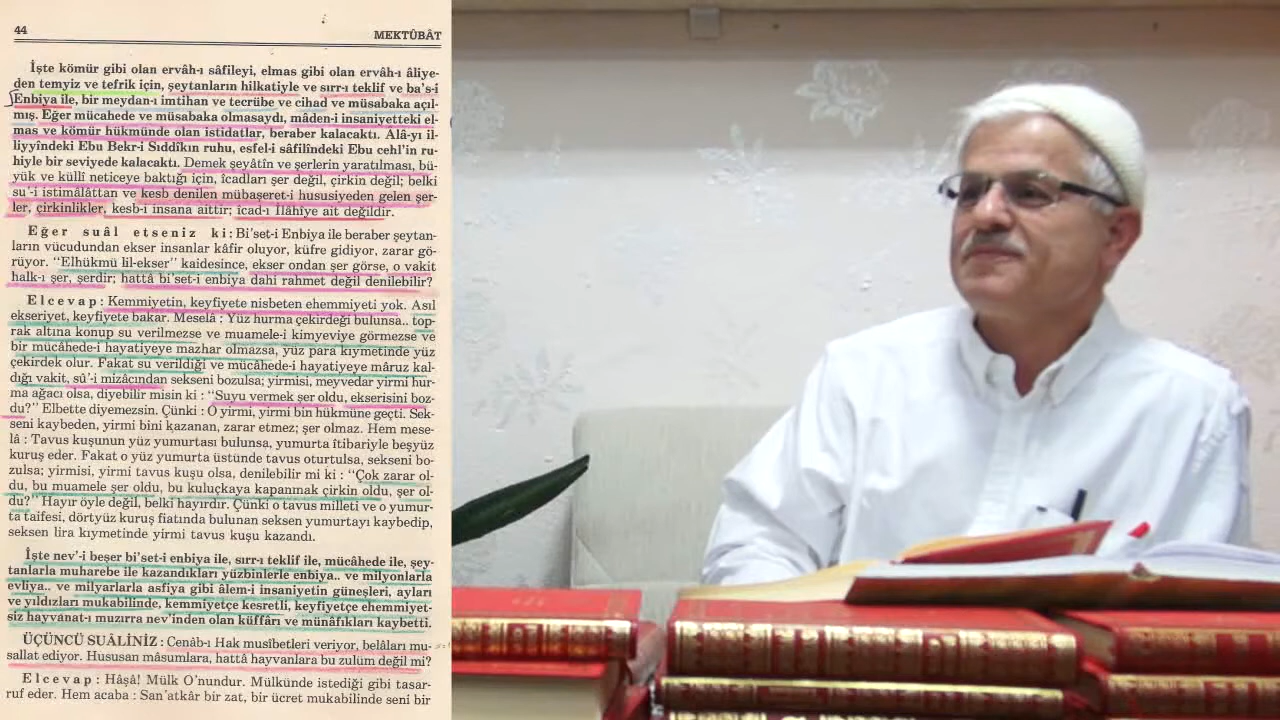 44
MEKTÛBÂT
İşte kömür gibi olan ervâh-ı sâfileyi, elmas gibi olan ervâh-ı âliye-
den temyiz ve tefrik için, şeytanların hilkatiyle ve sırr-ı teklif ve ba's-i
Enbiya ile, bir meydan-ı imtihan ve tecrübe ve cihad ve müsabaka açıl-
mış. Eğer mücahede ve müsabaka olmasaydı, mâden-i insaniyetteki el-
mas ve kömür hükmünde olan istidatlar, beraber kalacaktı. Alâ-yı il-
liyyîndeki Ebu Bekr-i Sıddîkın ruhu, esfel-i sâfilîndeki Ebu cehl'in ru-
hiyle bir seviyede kalacaktı. Demek şeyâtîn ve şerlerin yaratılması, bü-
yük ve küllî neticeye baktığı için, îcadları şer değil, çirkin değil; belki
su'-i istimâlâttan ve kesb denilen mübaşeret-i hususiyeden gelen şer-
ler, çirkinlikler, kesb-i insana aittir; icad-ı İlâhiye ait değildir.
Eğer suâl etseniz ki: Bi'set-i Enbiya ile beraber şeytan-
ların vücudundan ekser insanlar kâfir oluyor, küfre gidiyor, zarar gö-
rüyor. "Elhükmü lil-ekser" kaidesince, ekser ondan şer görse, o vakit
halk-ı şer, şerdir; hattâ bi'set-i enbiya dahi rahmet değil denilebilir?
Elcevap: Kemmiyetin, keyfiyete nisbeten ehemmiyeti yok. Asıl
ekseriyet, keyfiyete bakar. Meselâ: Yüz hurma çekirdeği bulunsa.. top-
rak altına konup su verilmezse ve muamele-i kimyeviye görmezse ve
bir mücâhede-i hayatiyeye mazhar olmazsa, yüz para kıymetinde yüz
çekirdek olur. Fakat su verildiği ve mücâhede-i hayatiyeye mâruz kal-
dığı vakit, sû'-i mizâcından sekseni bozulsa; yirmisi, meyvedar yirmi hur-
ma ağacı olsa, diyebilir misin ki: "Suyu vermek şer oldu, ekserisini boz-
du?" Elbette diyemezsin. Çünki: O yirmi, yirmi bin hükmüne geçti. Sek-
seni kaybeden, yirmi bini kazanan, zarar etmez; şer olmaz. Hem mese-
lâ: Tavus kuşunun yüz yumurtası bulunsa, yumurta îtibariyle beşyüz
kuruş eder. Fakat o yüz yumurta üstünde tavus oturtulsa, sekseni bo-
zulsa; yirmisi, yirmi tavus kuşu olsa, denilebilir mi ki: "Çok zarar ol-
du, bu muamele şer oldu, bu kuluçkaya kapanmak çirkin oldu, şer ol-
du?" Hayır öyle değil, belki hayırdır. Çünki o tavus milleti ve o yumur-
ta taifesi, dörtyüz kuruş fiatında bulunan seksen yumurtayı kaybedip,
seksen lira kıymetinde yirmi tavus kuşu kazandı.
İşte nev'-i beşer bi'set-i enbiya ile, sırr-ı teklif ile, mücâhede ile, şey-
tanlarla muharebe ile kazandıkları yüzbinlerle enbiya.. ve milyonlarla
evliya.. ve milyarlarla asfiya gibi âlem-i insaniyetin güneşleri, ayları
ve yıldızları mukabilinde, kemmiyetçe kesretli, keyfiyetçe ehemmiyet-
siz hayvanat-ı muzırra nev'inden olan küffârı ve münâfıkları kaybetti.
ÜÇÜNCÜ SUÂLİNİZ: Cenâb-ı Hak musîbetleri veriyor, belâları mu-
sallat ediyor. Hususan mâsumlara, hattâ hayvanlara bu zulüm değil mi?
Elcevap: Hâşâ! Mülk O'nundur. Mülkünde istediği gibi tasar-
ruf eder. Hem acaba: San'atkâr bir zat, bir ücret mukabilinde seni bir